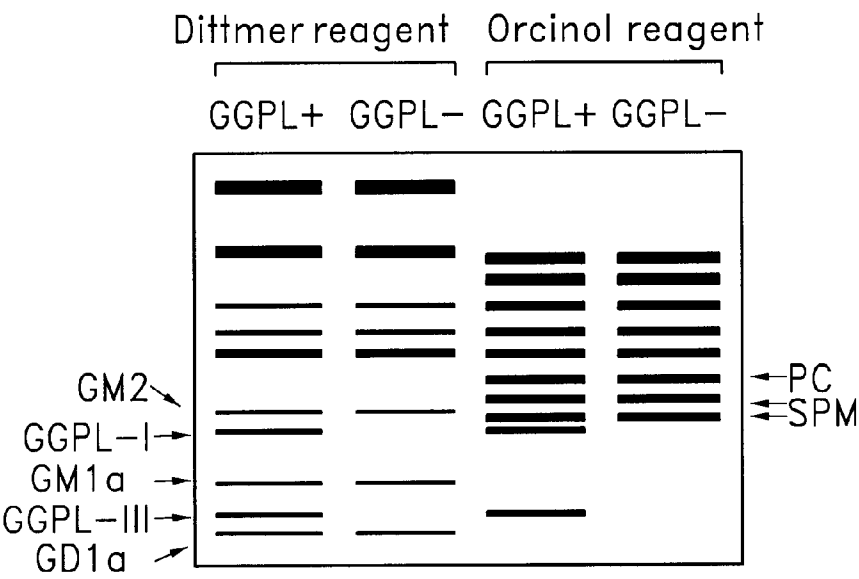 Dittmer reagent Orcinol reagent
GGPL+ GGPL- GGPL+ GGPL-
GM2
GGPL-I
GM1a
GGPL-III
GD1a
PC
SPM